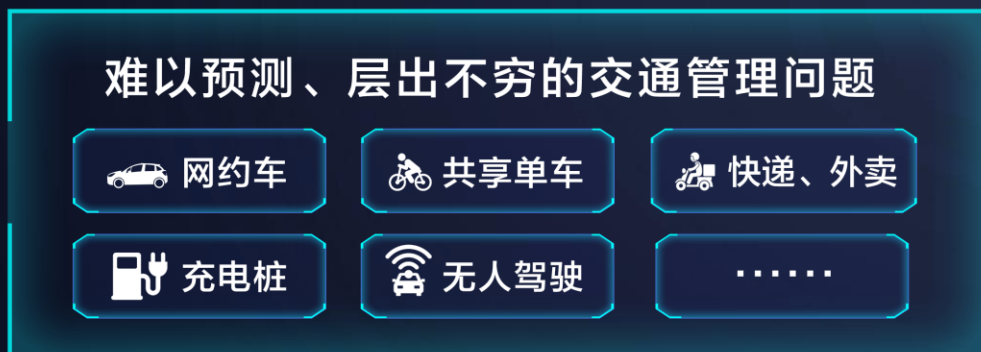 难以预测、层出不穷的交通管理问题
网约车
共享单车
快递、外卖
充电桩
无人驾驶
······